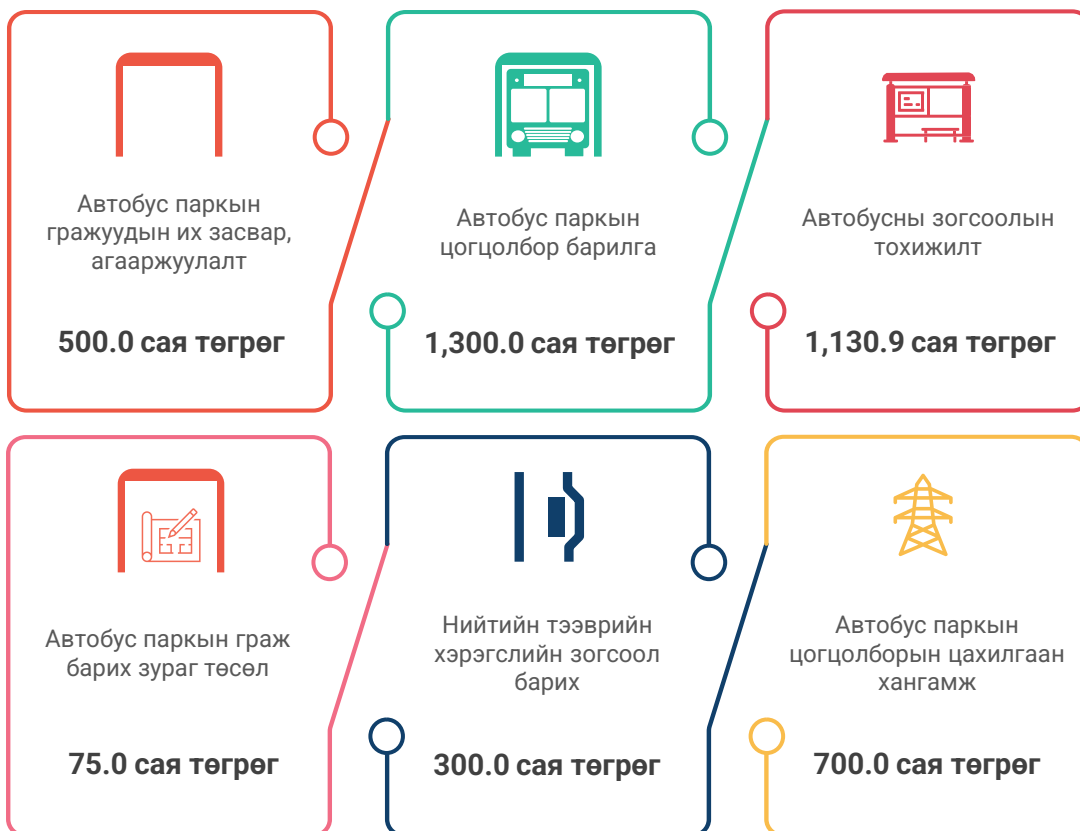 Автобус паркын
гражуудын их засвар,
агааржуулалт
500.0 сая төгрөг
Автобус паркын
цогцолбор барилга
1,300.0 сая төгрөг
Автобусны зогсоолын
тохижилт
1,130.9 сая төгрөг
Автобус паркын граж
барих зураг төсөл
75.0 сая төгрөг
Нийтийн тээврийн
хэрэгслийн зогсоол
барих
300.0 сая төгрөг
Автобус паркын
цогцолборын цахилгаан
хангамж
700.0 сая төгрөг